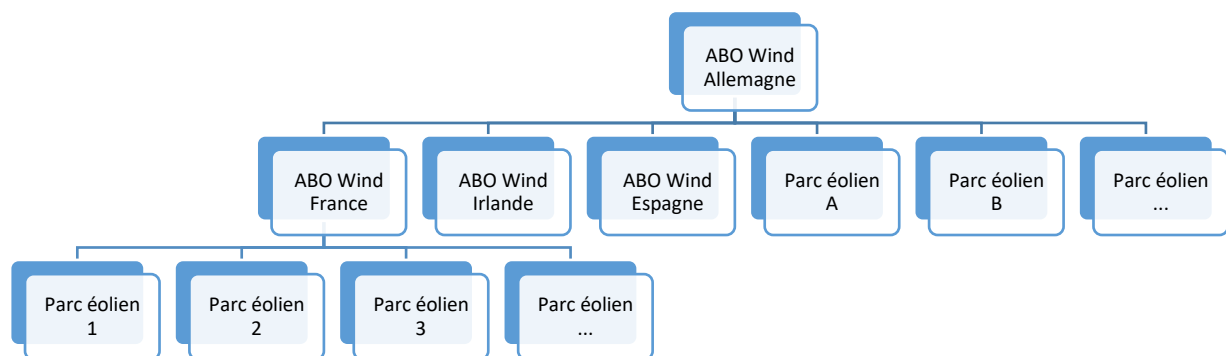 ABO Wind
Allemagne
ABO Wind
France
ABO Wind
Irlande
ABO Wind
Espagne
Parc éolien
A
Parc éolien
B
Parc éolien
...
Parc éolien
1
Parc éolien
2
Parc éolien
3
Parc éolien
...